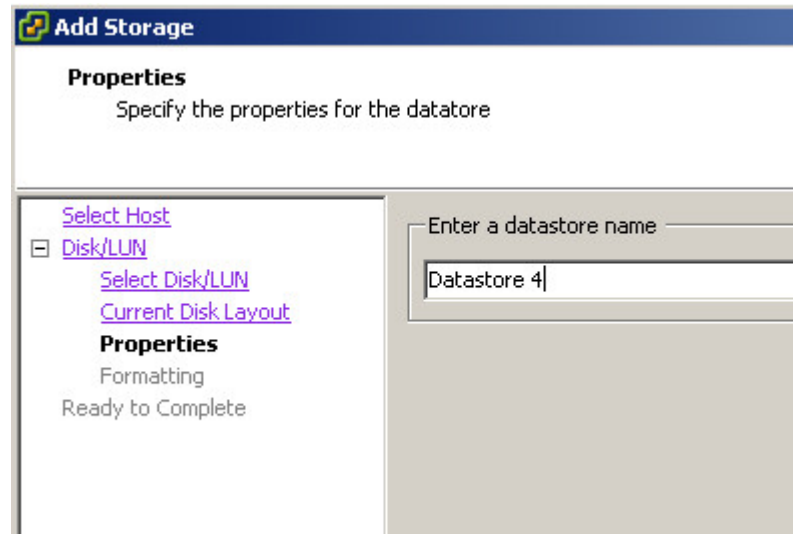 Add Storage
Properties
Specify the properties for the datatore
Select Host
Disk/LUN
Select Disk/LUN
Current Disk Layout
Properties
Formatting
Ready to Complete
Enter a datastore name
Datastore 4